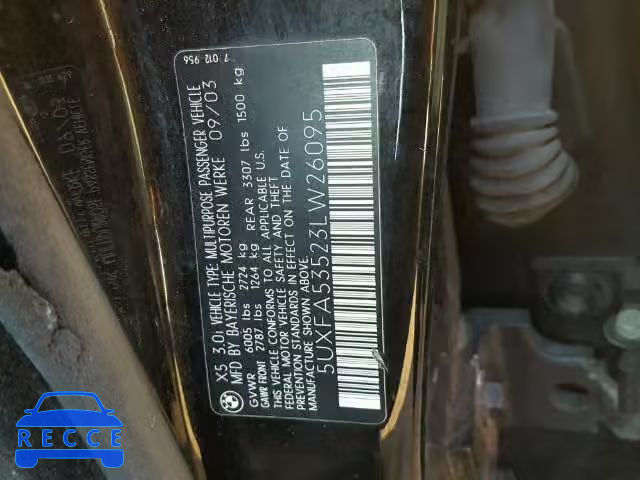 7 012 956
X5 3.0i VEHICLE TYPE MULTIPURPOSE PASSENGER VEHICLE
MFD BY BAYERISCHE MOTOREN WERKE 09/03
GVWR 6005 lbs 2724 kg
GAWR FRONT 2787 lbs 1264 kg REAR 3307 lbs 1500 kg
THIS VEHICLE CONFORMS TO ALL APPLICABLE U.S.
FEDERAL MOTOR VEHICLE SAFETY AND THEFT
PREVENTION STANDARDS IN EFFECT ON THE DATE OF
MANUFACTURE SHOWN ABOVE.
5UXFA53523LW26095
RECCE